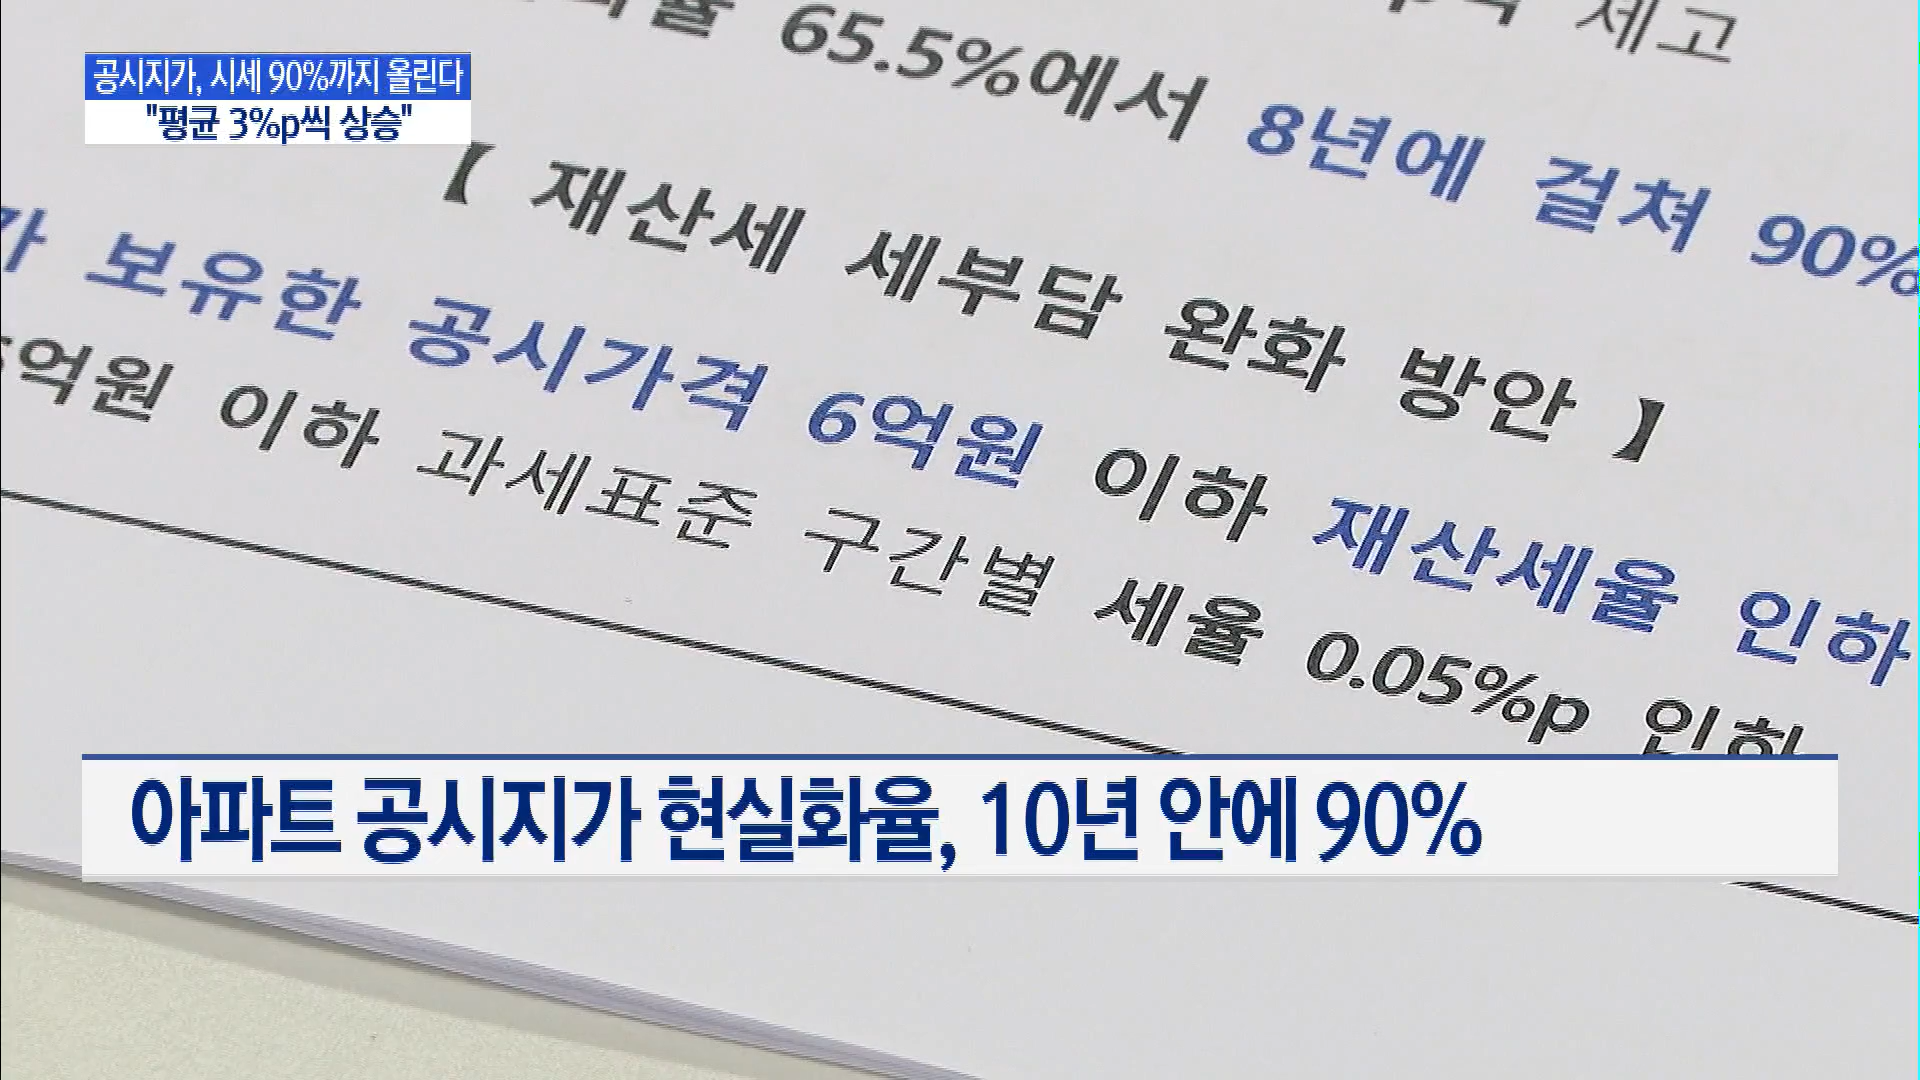 공시지가, 시세 90%까지 올린다
"평균 3%p씩 상승"
제고
65.5%에서 8년에 걸쳐 90%
【 재산세 세부담 완화 방안 】
보유한 공시가격 6억원 이하 재산세율 인하
억원 이하 과세표준 구간별 세율 0.05%p 인하
아파트 공시지가 현실화율, 10년 안에 90%